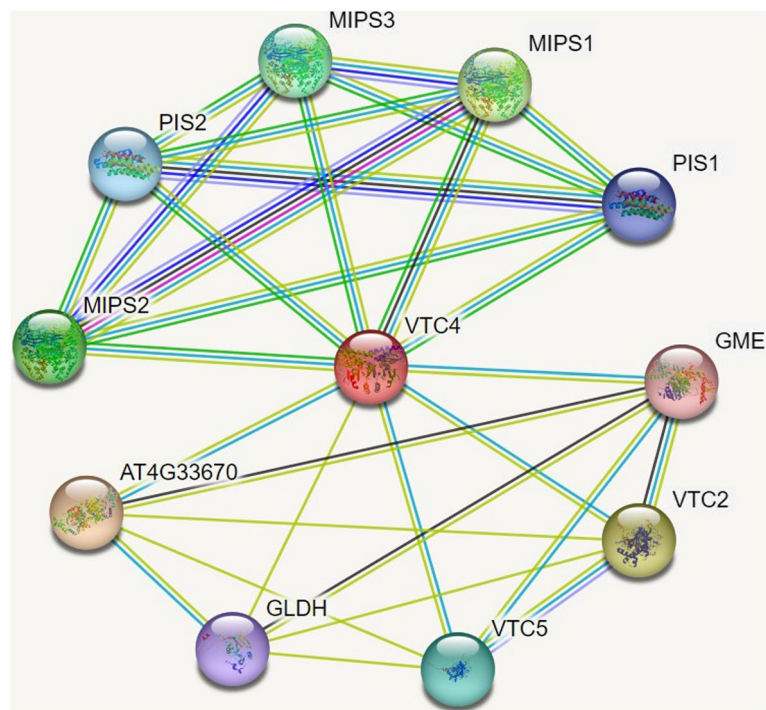 MIPS3
MIPS1
PIS2
PIS1
MIPS2
VTC4
GME
AT4G33670
VTC2
GLDH
VTC5